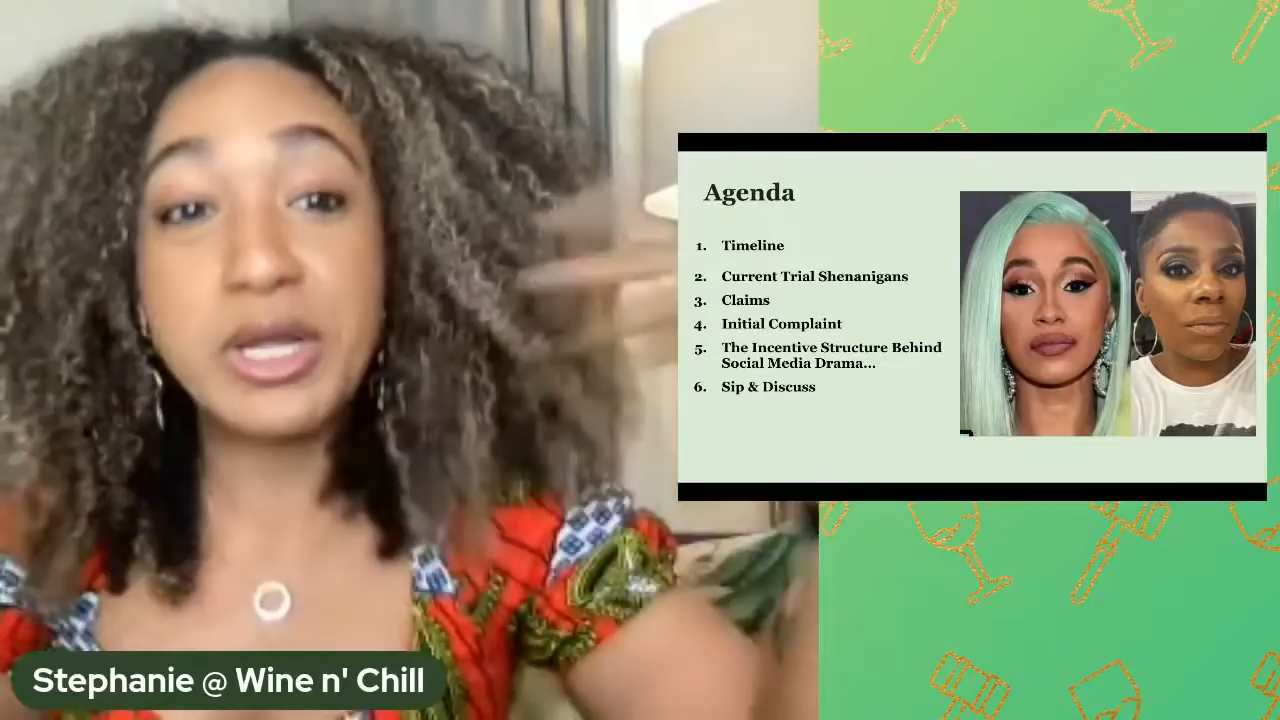 Agenda
1. Timeline
2. Current Trial Shenanigans
3. Claims
4. Initial Complaint
5. The Incentive Structure Behind
Social Media Drama...
6. Sip & Discuss
Stephanie @ Wine n' Chill